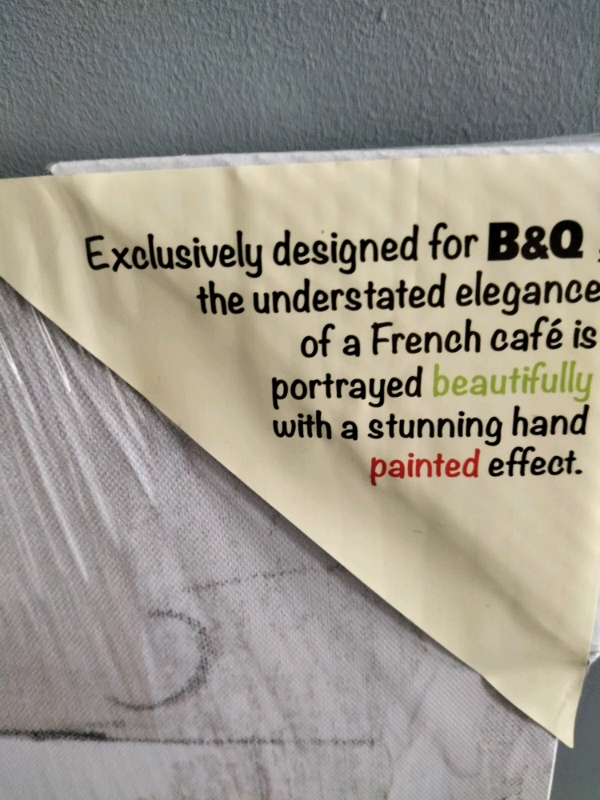 Exclusively designed for B&Q,
the understated elegance
of a French café is
portrayed beautifully
with a stunning hand
painted effect.